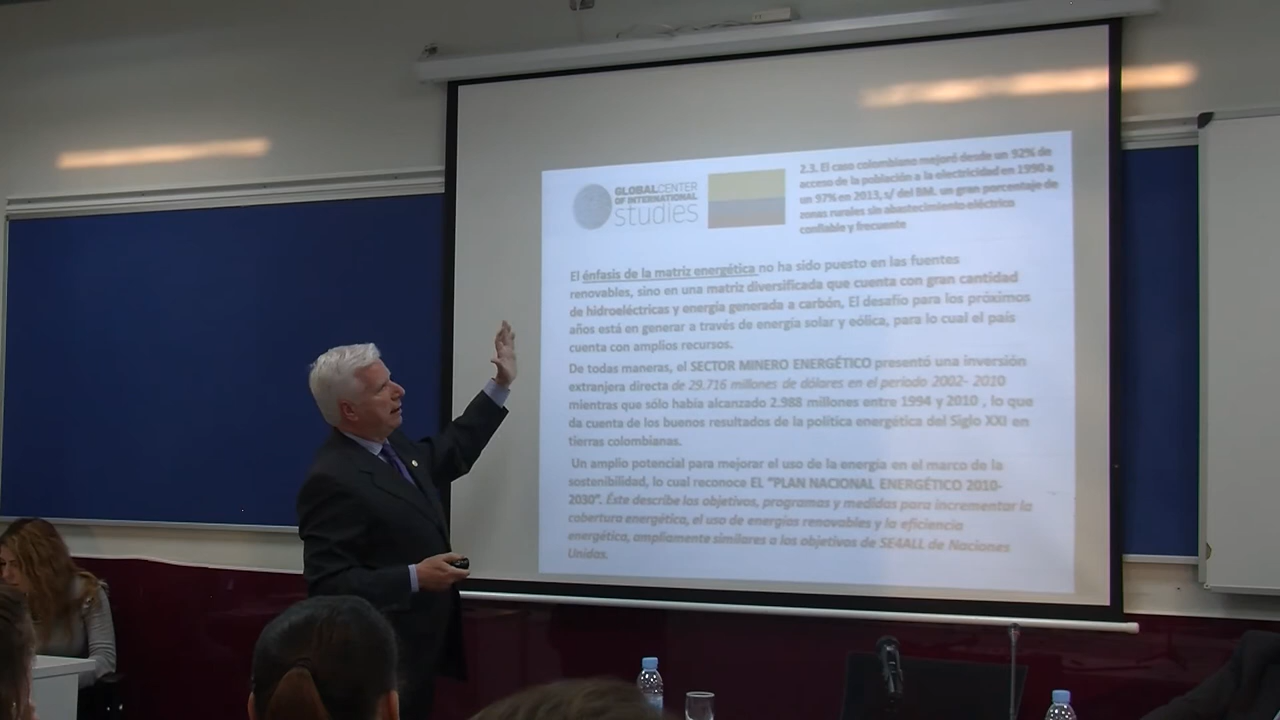 GLOBALCENTER
OF INTERNATIONAL
studies
2.3. El caso colombiano mejoró desde un 92% de
acceso de la población a la electricidad en 1990 a
un 97% en 2013, s/ del BM. un gran porcentaje de
zonas rurales sin abastecimiento eléctrico
confiable y frecuente
El énfasis de la matriz energética no ha sido puesto en las fuentes
renovables, sino en una matriz diversificada que cuenta con gran cantidad
de hidroeléctricas y energía generada a carbón, El desafío para los próximos
años está en generar a través de energía solar y eólica, para lo cual el país
cuenta con amplios recursos.
De todas maneras, el SECTOR MINERO ENERGÉTICO presentó una inversión
extranjera directa de 29.716 millones de dólares en el período 2002- 2010
mientras que sólo había alcanzado 2.988 millones entre 1994 y 2010 , lo que
da cuenta de los buenos resultados de la política energética del Siglo XXI en
tierras colombianas.
Un amplio potencial para mejorar el uso de la energía en el marco de la
sostenibilidad, lo cual reconoce EL "PLAN NACIONAL ENERGÉTICO 2010-
2030". Éste describe los objetivos, programas y medidas para incrementar la
cobertura energética, el uso de energías renovables y la eficiencia
energética, ampliamente similares a los objetivos de SE4ALL de Naciones
Unidas.